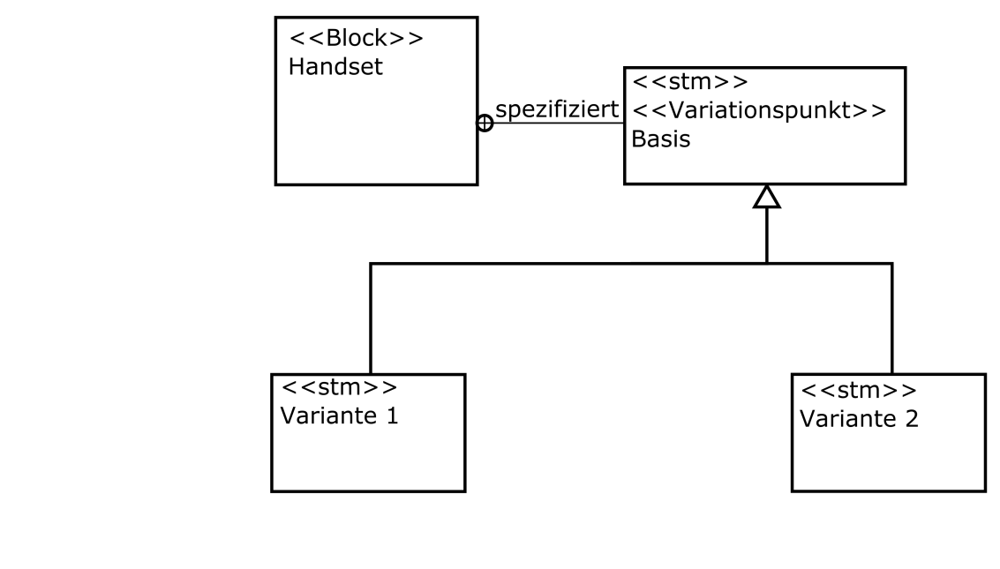 <<Block>>
Handset
spezifiziert
<<stm>>
<<Variationspunkt>>
Basis
<<stm>>
Variante 1
<<stm>>
Variante 2